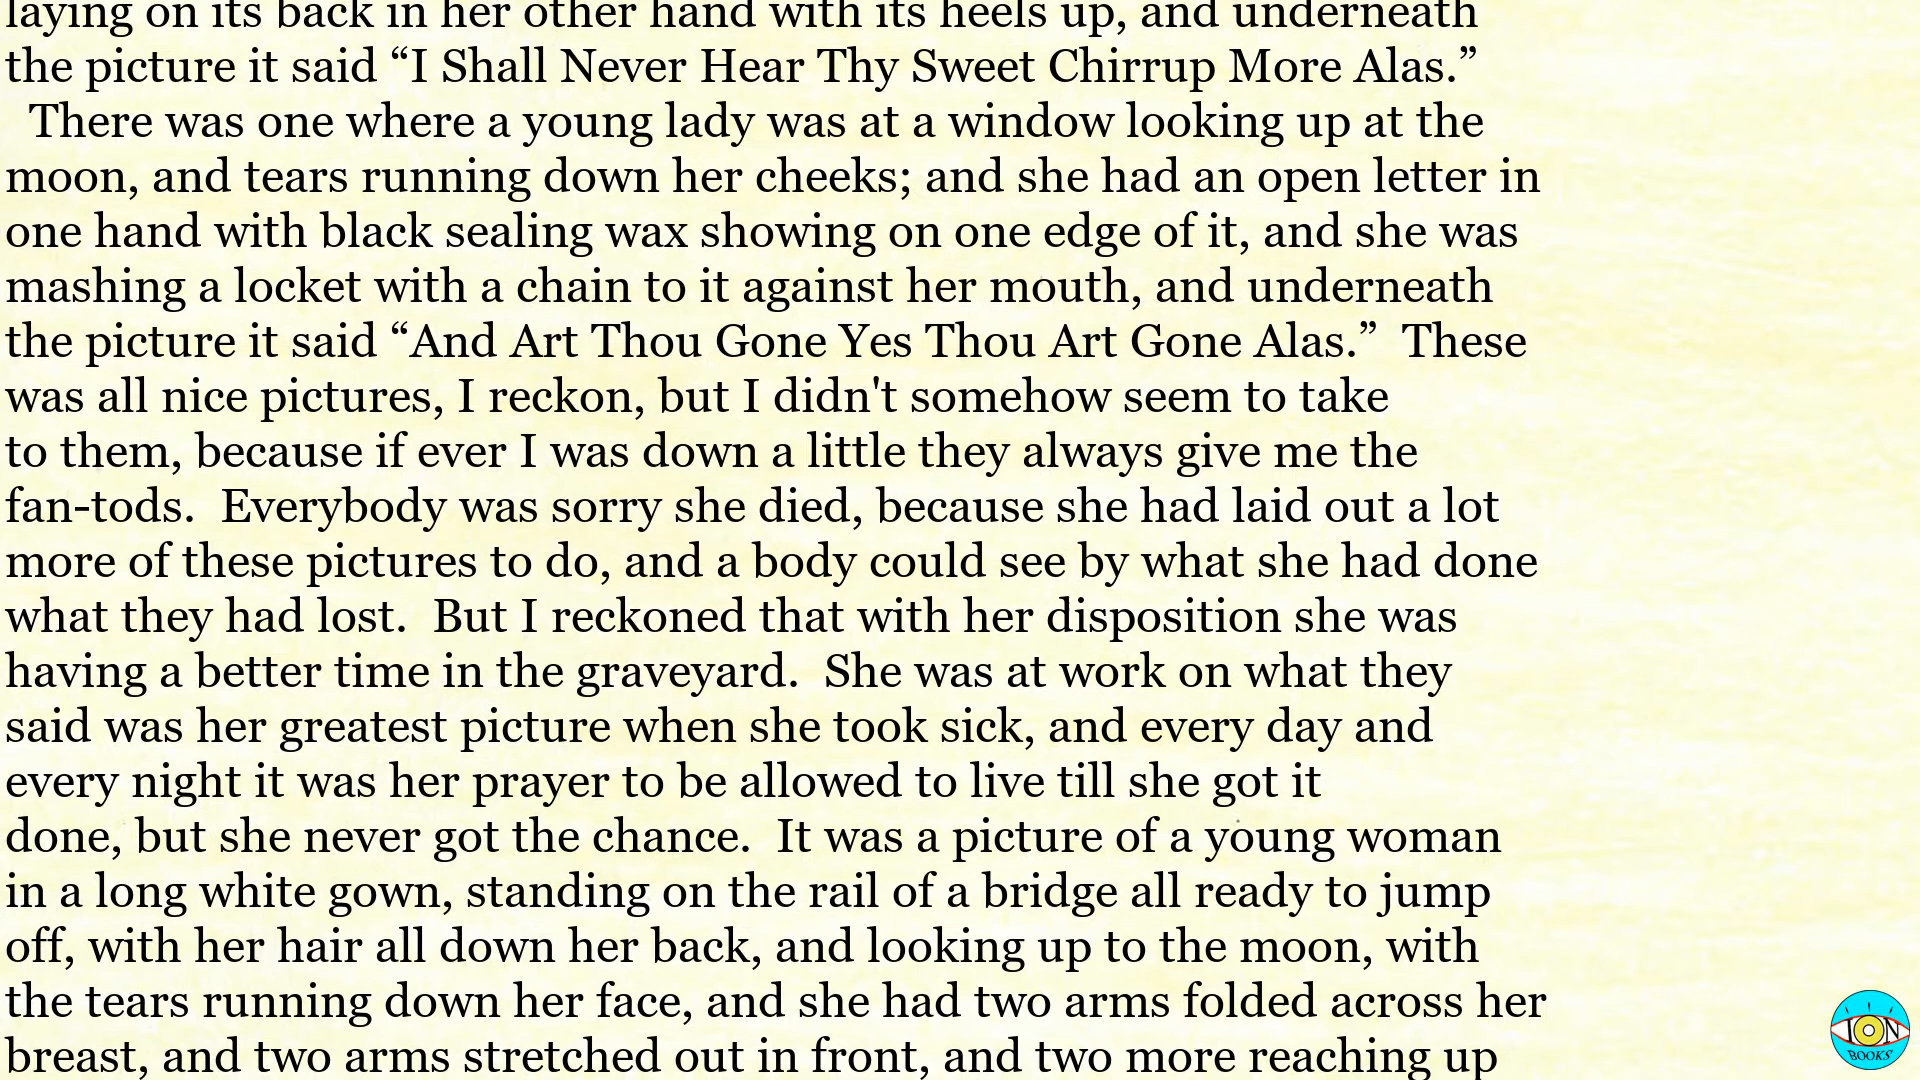 laying on its back in her other hand with its heels up, and underneath
the picture it said “I Shall Never Hear Thy Sweet Chirrup More Alas.”
There was one where a young lady was at a window looking up at the
moon, and tears running down her cheeks; and she had an open letter in
one hand with black sealing wax showing on one edge of it, and she was
mashing a locket with a chain to it against her mouth, and underneath
the picture it said “And Art Thou Gone Yes Thou Art Gone Alas.”  These
was all nice pictures, I reckon, but I didn't somehow seem to take
to them, because if ever I was down a little they always give me the
fan-tods.  Everybody was sorry she died, because she had laid out a lot
more of these pictures to do, and a body could see by what she had done
what they had lost.  But I reckoned that with her disposition she was
having a better time in the graveyard.  She was at work on what they
said was her greatest picture when she took sick, and every day and
every night it was her prayer to be allowed to live till she got it
done, but she never got the chance.  It was a picture of a young woman
in a long white gown, standing on the rail of a bridge all ready to jump
off, with her hair all down her back, and looking up to the moon, with
the tears running down her face, and she had two arms folded across her
breast, and two arms stretched out in front, and two more reaching up
ION
BOOKS